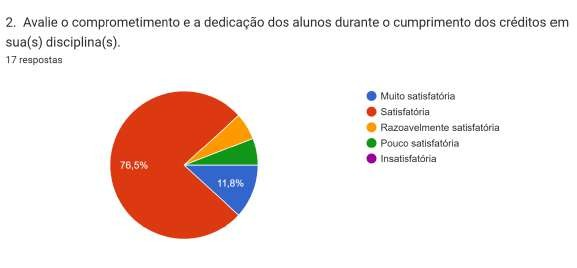 2. Avalie o comprometimento e a dedicação dos alunos durante o cumprimento dos créditos em
sua(s) disciplina(s).
17 respostas
Muito satisfatória
Satisfatória
Razoavelmente satisfatória
Pouco satisfatória
Insatisfatória
76,5%
11,8%